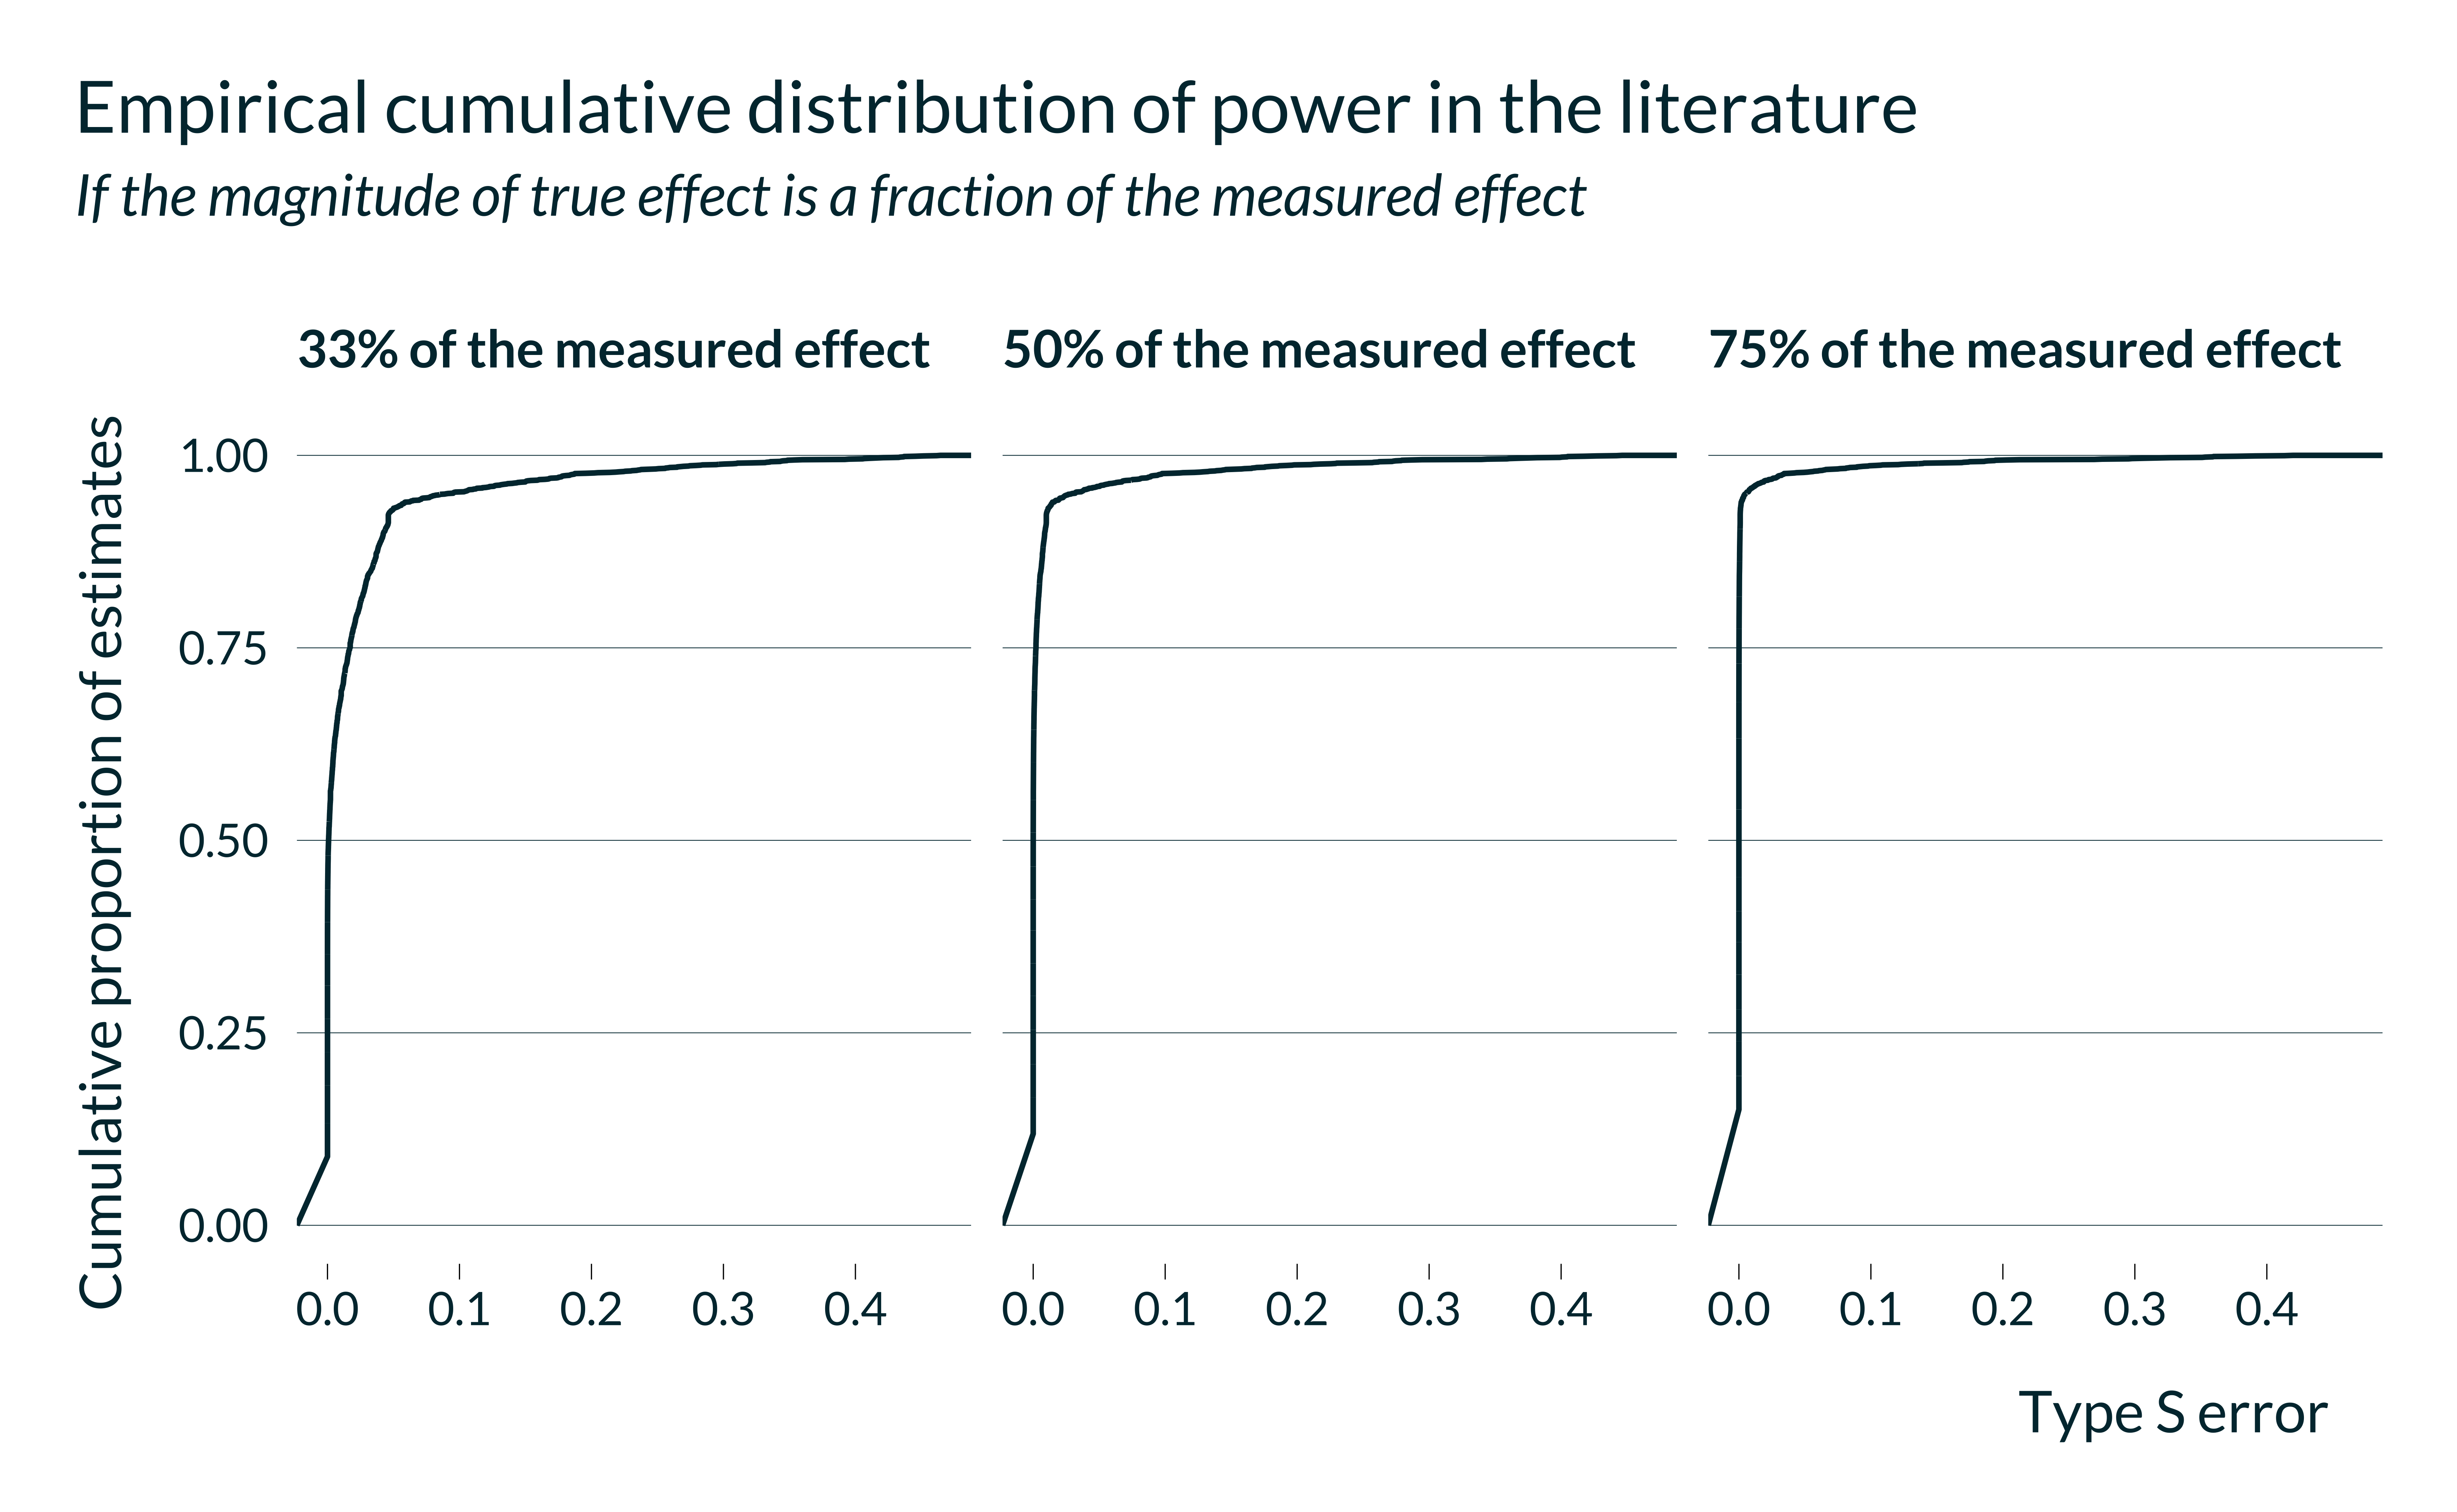 Empirical cumulative distribution of power in the literature
If the magnitude of true effect is a fraction of the measured effect
33% of the measured effect
50% of the measured effect
75% of the measured effect
Cumulative proportion of estimates
1.00
0.75
0.50
0.25
0.00
0.0 0.1 0.2 0.3 0.4
0.0 0.1 0.2 0.3 0.4
0.0 0.1 0.2 0.3 0.4
Type S error